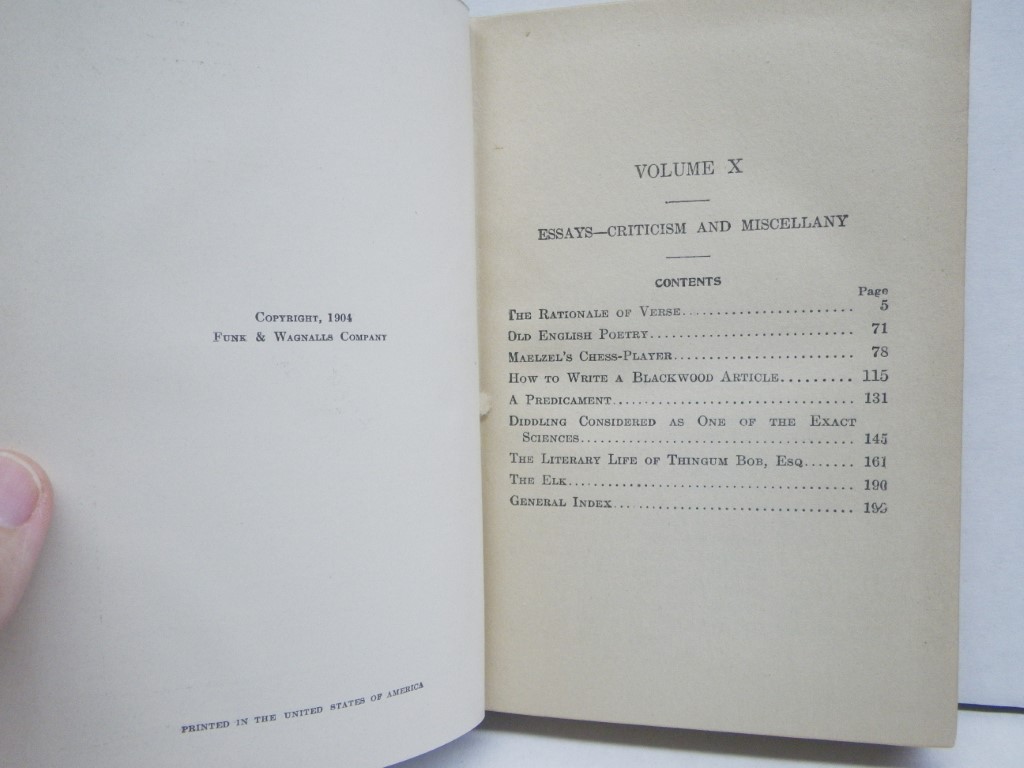 COPYRIGHT, 1904
FUNK & WAGNALLS COMPANY
PRINTED IN THE UNITED STATES OF AMERICA
VOLUME X
ESSAYS—CRITICISM AND MISCELLANY
CONTENTS
Page
THE RATIONALE OF VERSE........................ 5
OLD ENGLISH POETRY............................ 71
MAELZEL'S CHESS-PLAYER......................... 78
HOW TO WRITE A BLACKWOOD ARTICLE......... 115
A PREDICAMENT.................................. 131
DIDDLING CONSIDERED AS ONE OF THE EXACT
SCIENCES...................................... 145
THE LITERARY LIFE OF THINGUM BOB, ESQ....... 161
THE ELK........................................ 190
GENERAL INDEX.................................. 199